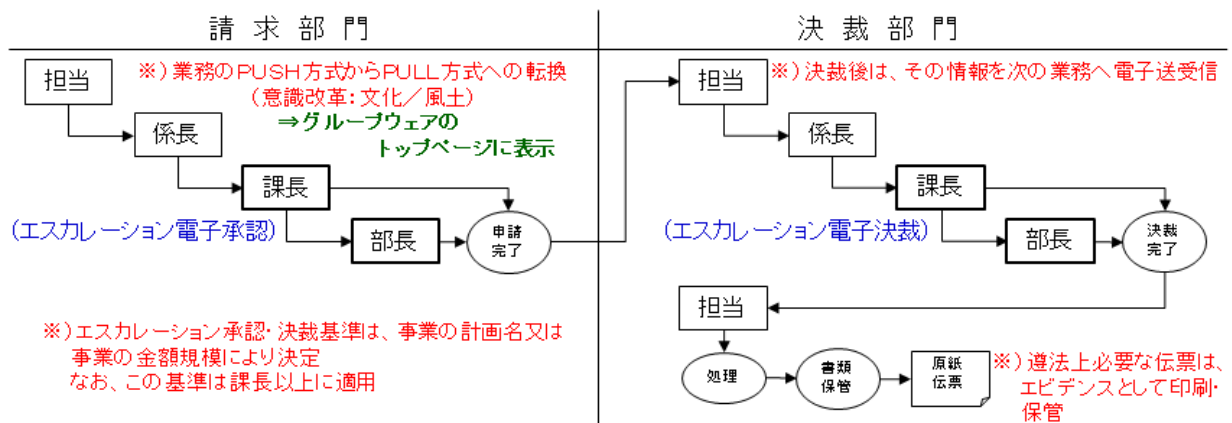 請求部門
担当
※)業務のPUSH方式からPULL方式への転換
(意識改革:文化/風土)
⇒グループウェアの
トップページに表示
係長
課長
(エスカレーション電子承認)
部長
申請
完了
※)エスカレーション承認・決裁基準は、事業の計画名又は
事業の金額規模により決定
なお、この基準は課長以上に適用
決裁部門
担当
※)決裁後は、その情報を次の業務へ電子送受信
係長
課長
(エスカレーション電子決裁)
部長
決裁
完了
担当
処理
書類
保管
原紙
伝票
※)遵法上必要な伝票は、
エビデンスとして印刷・
保管